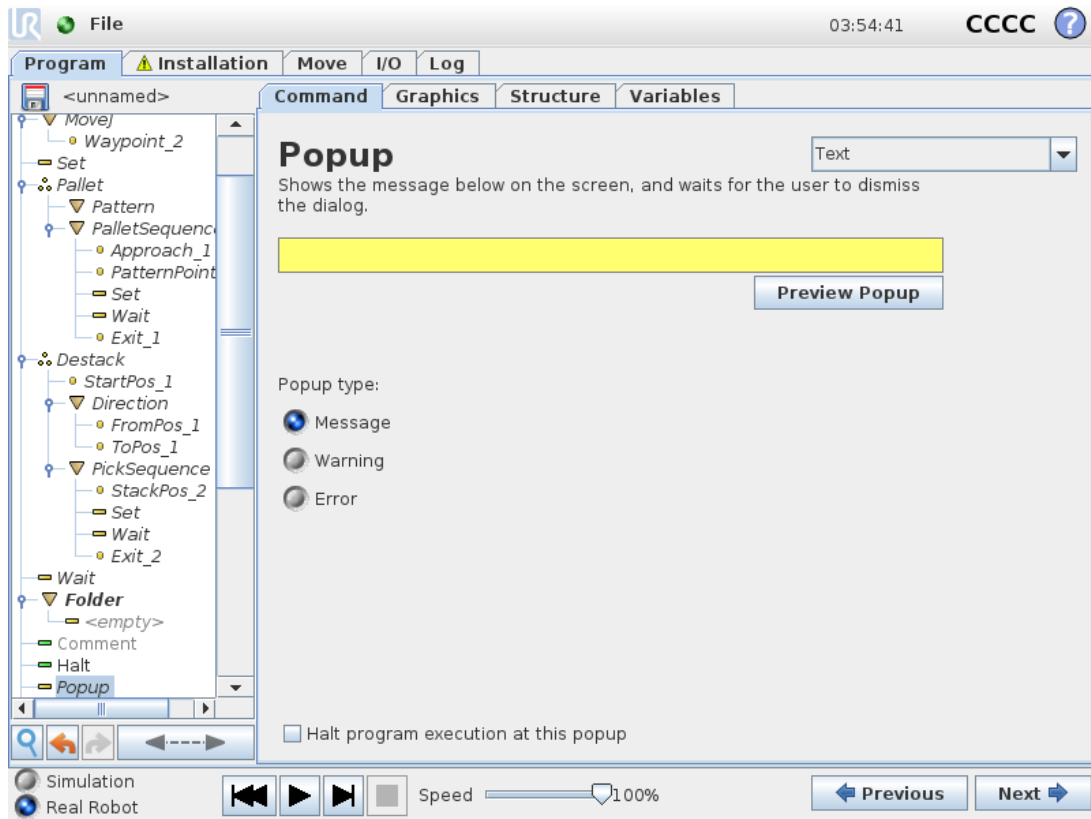 UR File 03:54:41 CCCC ?
Program Installation Move I/O Log
<unnamed>
Command Graphics Structure Variables
MoveJ
Waypoint_2
Set
Pallet
Pattern
PalletSequenc
Approach_1
PatternPoint
Set
Wait
Exit_1
Destack
StartPos_1
Direction
FromPos_1
ToPos_1
PickSequence
StackPos_2
Set
Wait
Exit_2
Wait
Folder
<empty>
Comment
Halt
Popup
Popup
Text
Shows the message below on the screen, and waits for the user to dismiss
the dialog.
Preview Popup
Popup type:
Message
Warning
Error
Halt program execution at this popup
Simulation
Real Robot
Speed 100%
Previous Next